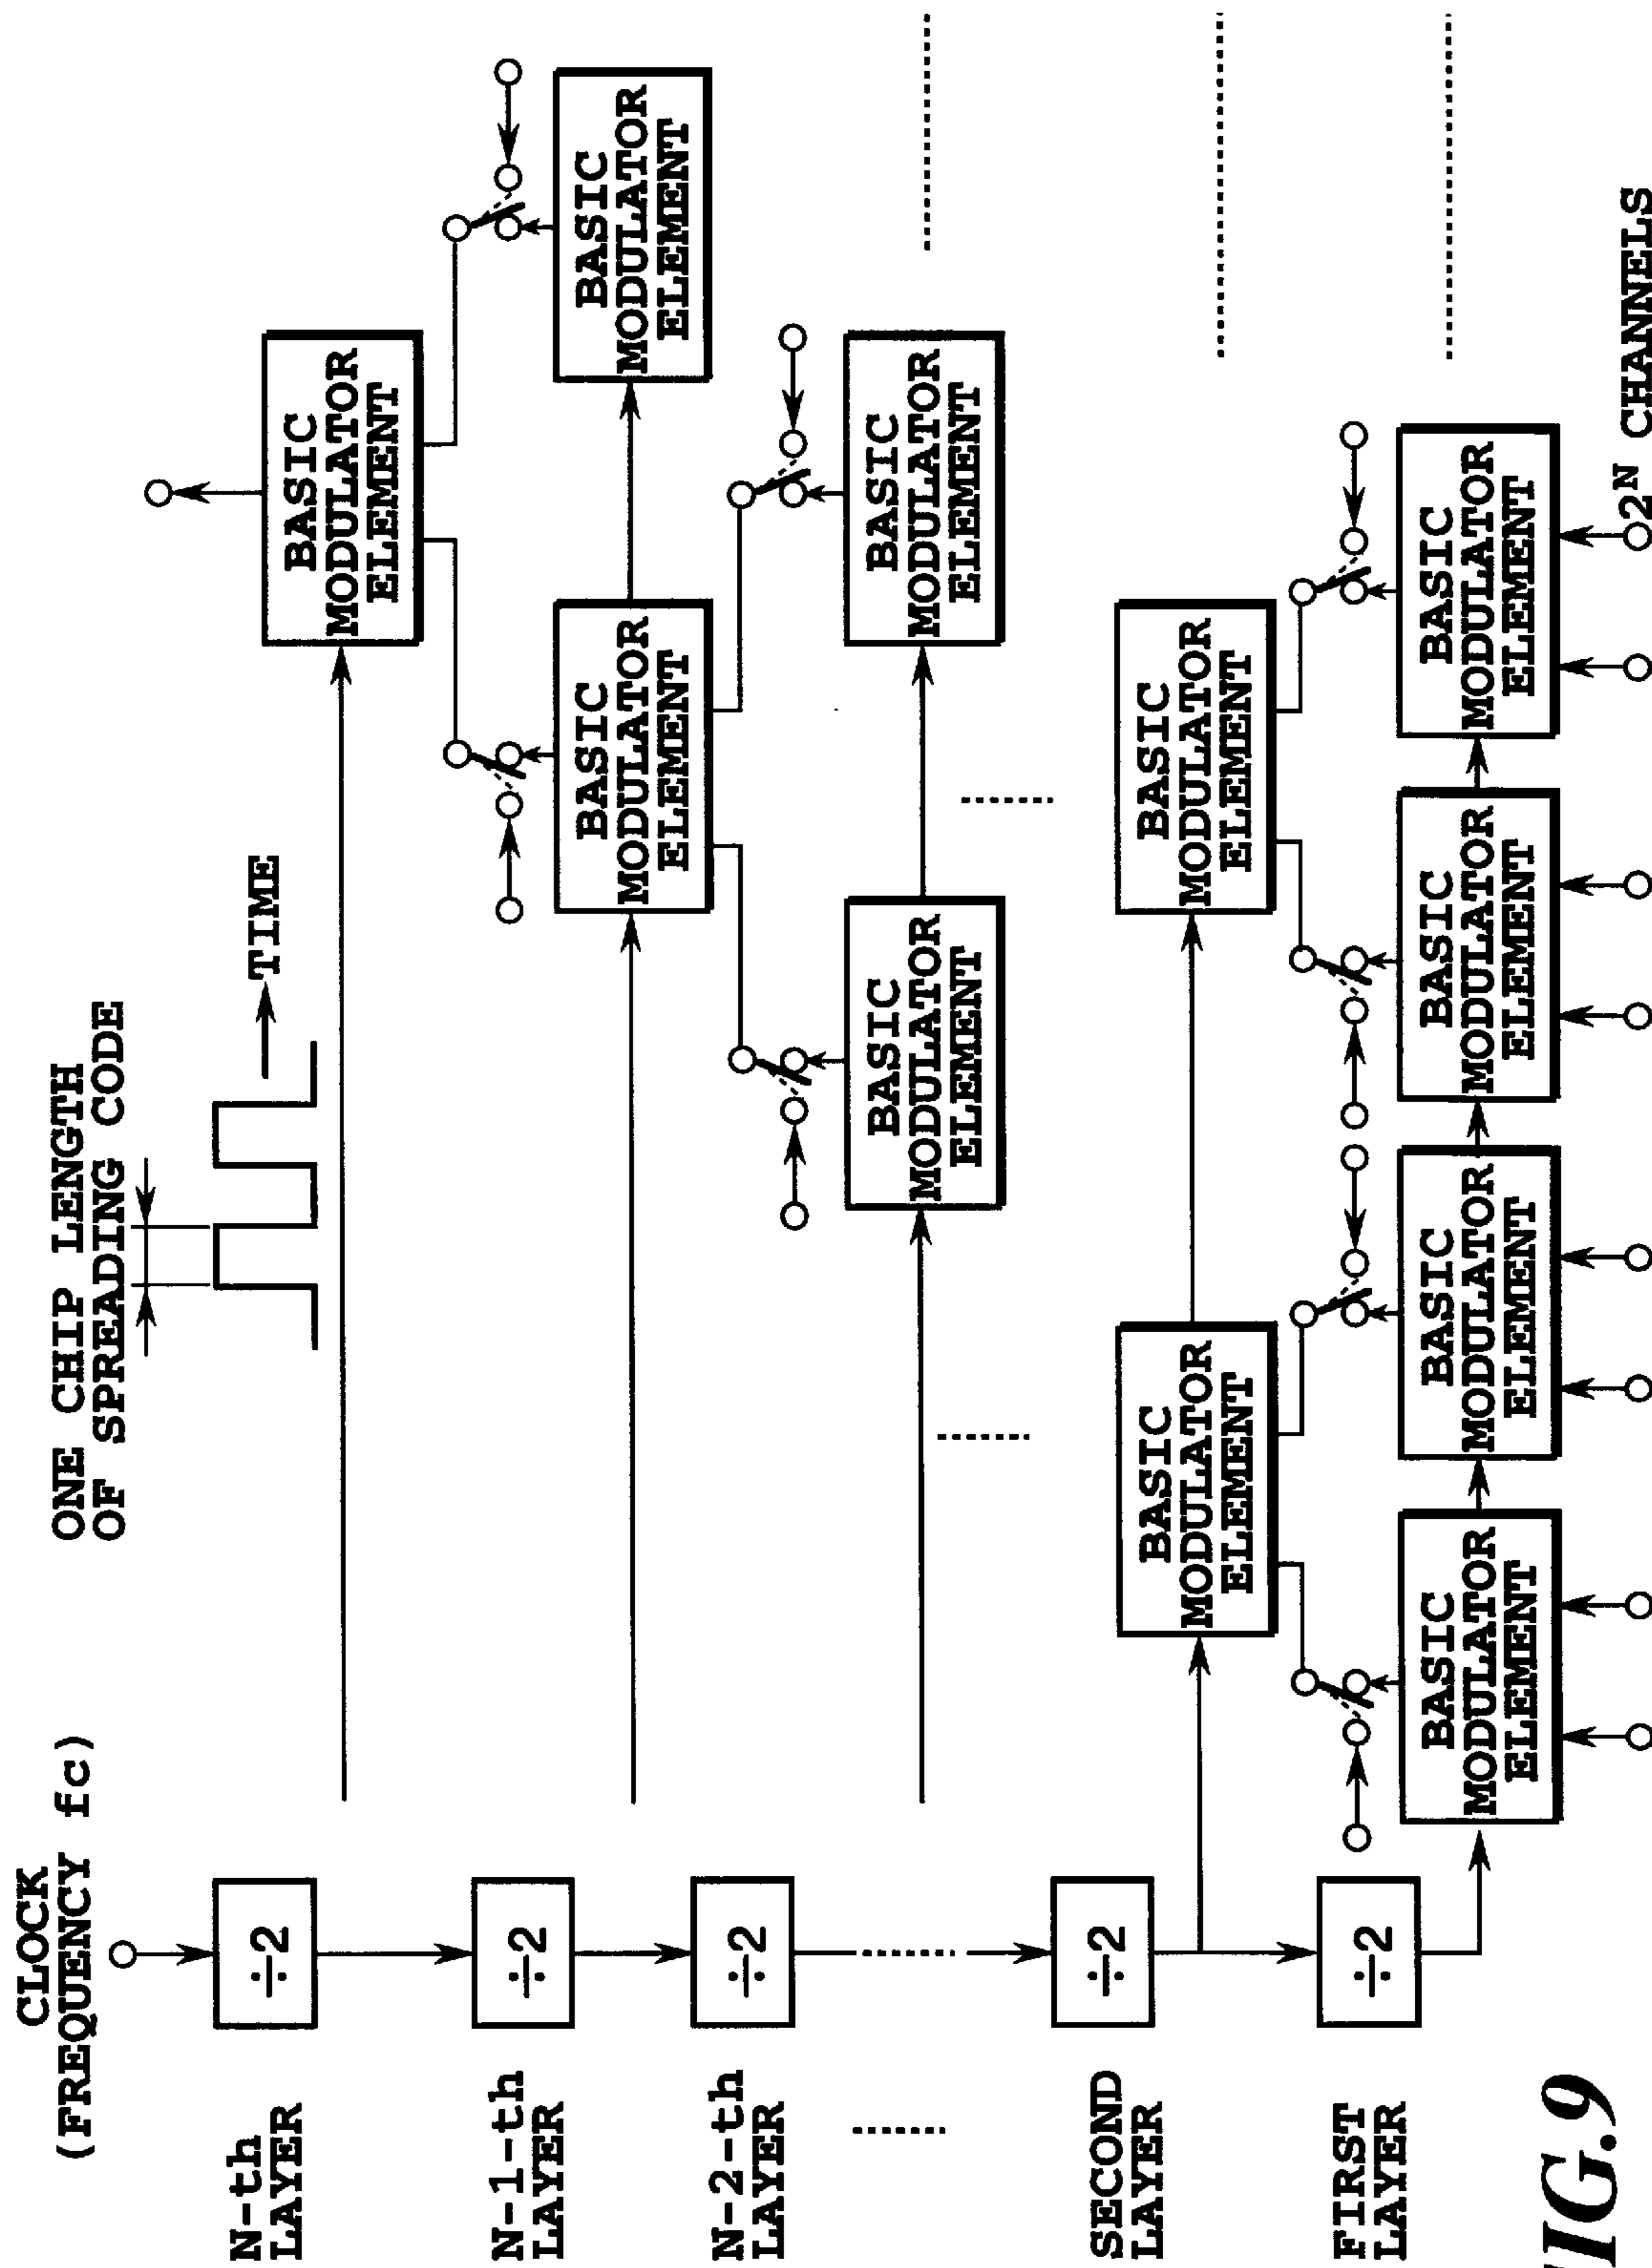 CLOCK
(FREQUENCY fc)
ONE CHIP LENGTH
OF SPREADING CODE
TIME
N-th
LAYER
÷2
BASIC
MODULATOR
ELEMENT
N-1-th
LAYER
÷2
BASIC
MODULATOR
ELEMENT
BASIC
MODULATOR
ELEMENT
N-2-th
LAYER
÷2
BASIC
MODULATOR
ELEMENT
BASIC
MODULATOR
ELEMENT
SECOND
LAYER
÷2
BASIC
MODULATOR
ELEMENT
BASIC
MODULATOR
ELEMENT
FIRST
LAYER
÷2
BASIC
MODULATOR
ELEMENT
BASIC
MODULATOR
ELEMENT
BASIC
MODULATOR
ELEMENT
BASIC
MODULATOR
ELEMENT
2ᴺ CHANNELS
IG.9